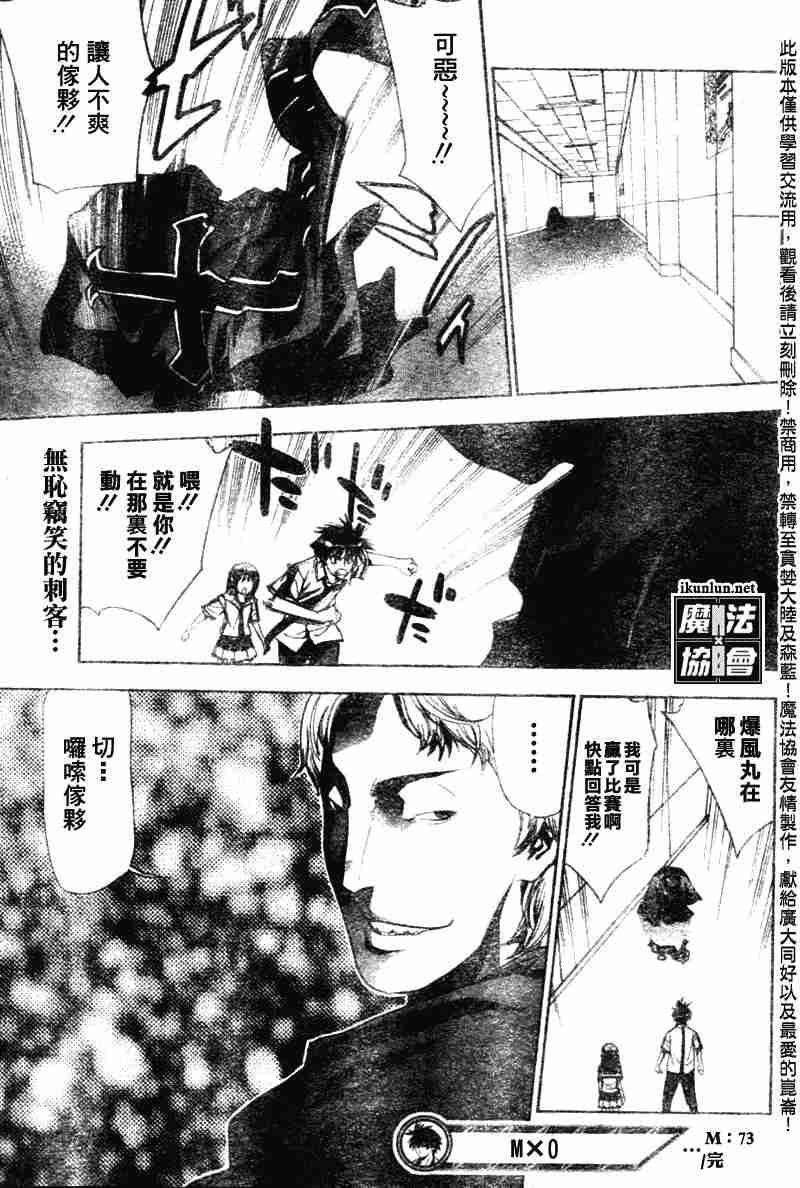 可惡~~~~!!
讓人不爽
的傢夥!!
喂!!
就是你!!
在那裏不要
動!!
無恥竊笑的刺客…
ikunlun.net
魔法
M×0
協會
爆風丸在
哪裏
我可是
贏了比賽啊
快點回答我!!
……
切…
囉嗦傢夥
M×0
…
M：73
/完
此版本僅供學習交流用，觀看後請立刻刪除！禁商用，禁轉至貪婪大陸及森藍！魔法協會友情製作，獻給廣大同好以及最愛的崑崙！